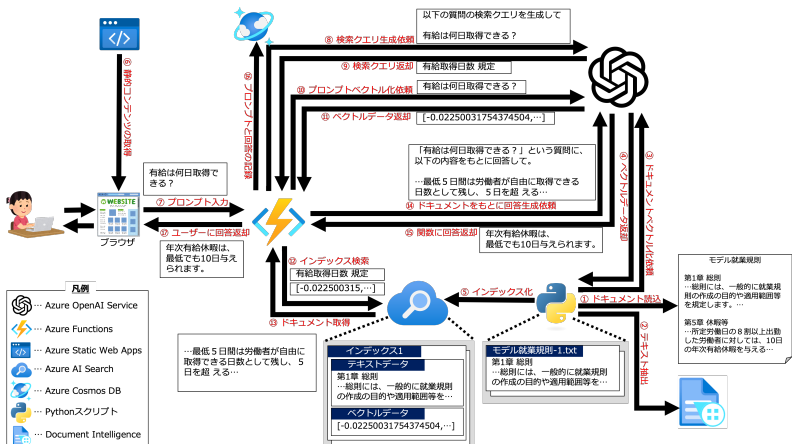 ⑥ 静的コンテンツの取得
⑯ プロンプトと回答の記録
⑧ 検索クエリ生成依頼
以下の質問の検索クエリを生成して
有給は何日取得できる？
⑨ 検索クエリ返却
有給取得日数 規定
⑩ プロンプトベクトル化依頼
有給は何日取得できる？
⑪ ベクトルデータ返却
[-0.02250031754374504,…]
「有給は何日取得できる？」という質問に、
以下の内容をもとに回答して。
…最低５日間は労働者が自由に取得できる
日数として残し、５日を超 える…
④ ベクトルデータ返却
③ ドキュメントベクトル化依頼
有給は何日取得で
きる？
⑦ プロンプト入力
WEBSITE
ブラウザ
⑰ ユーザーに回答返却
年次有給休暇は、
最低でも10日与え
られます。
⑭ ドキュメントをもとに回答生成依頼
⑮ 関数に回答返却
年次有給休暇は、
最低でも10日与えられます。
⑫ インデックス検索
有給取得日数 規定
[-0.022500315,…]
⑬ ドキュメント取得
⑤ インデックス化
① ドキュメント読込
② テキスト抽出
モデル就業規則
第1章 総則
…総則には、一般的に就業規
則の作成の目的や適用範囲等
を規定します。…
第5章 休暇等
…所定労働日の８割以上出勤
した労働者に対しては、10日
の年次有給休暇を与える…
凡例
… Azure OpenAI Service
… Azure Functions
… Azure Static Web Apps
… Azure AI Search
… Azure Cosmos DB
… Pythonスクリプト
… Document Intelligence
…最低５日間は労働者が自由に
取得できる日数として残し、５
日を超 える…
インデックス1
テキストデータ
第1章 総則
…総則には、一般的に就業規則
の作成の目的や適用範囲等を…
ベクトルデータ
[-0.02250031754374504,…]
モデル就業規則-1.txt
第1章 総則
…総則には、一般的に就業規則
の作成の目的や適用範囲等を…